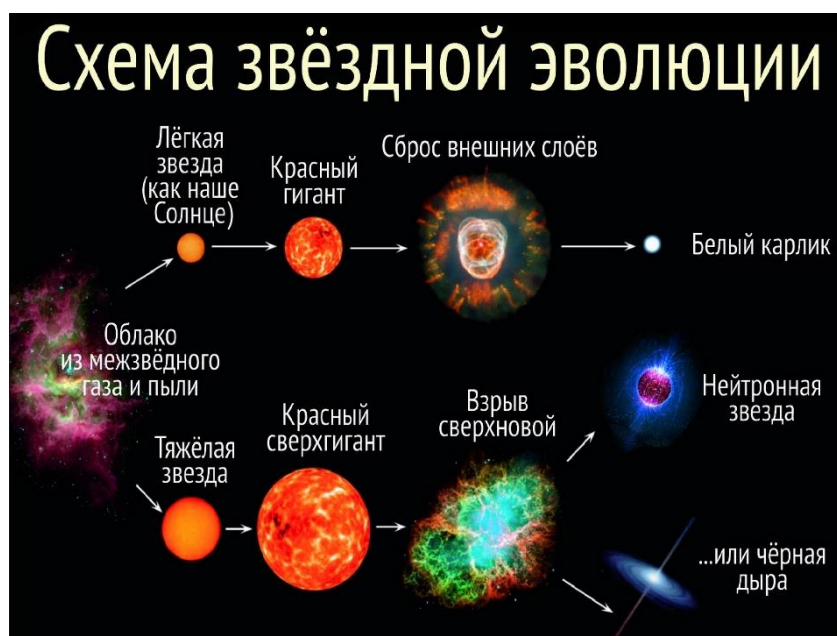 Схема звёздной эволюции
Лёгкая
звезда
(как наше
Солнце)
Красный
гигант
Сброс внешних слоёв
Белый карлик
Облако
из межзвёдного
газа и пыли
Тяжёлая
звезда
Красный
сверхгигант
Взрыв
сверхновой
Нейтронная
звезда
...или чёрная
дыра